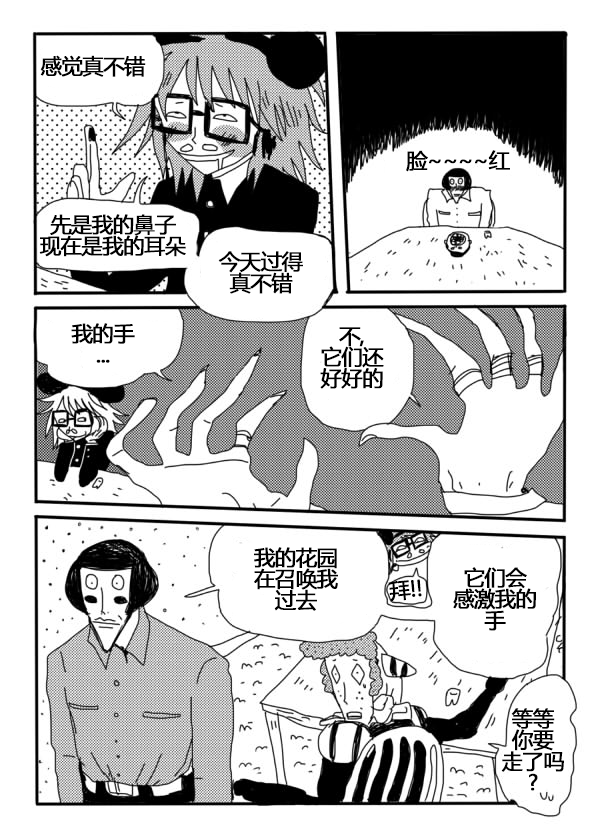 感觉真不错
先是我的鼻子
现在是我的耳朵
今天过得
真不错
脸~~~~红
我的手
...
不,
它们还
好好的
我的花园
在召唤我
过去
拜!!
它们会
感激我的
手
等等
你要
走了吗
?